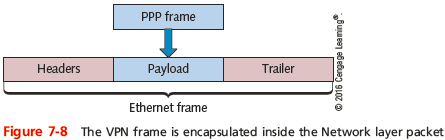 PPP frame
Headers
Payload
Trailer
Ethernet frame
© 2016 Cengage Learning®.
Figure 7-8 The VPN frame is encapsulated inside the Network layer packet